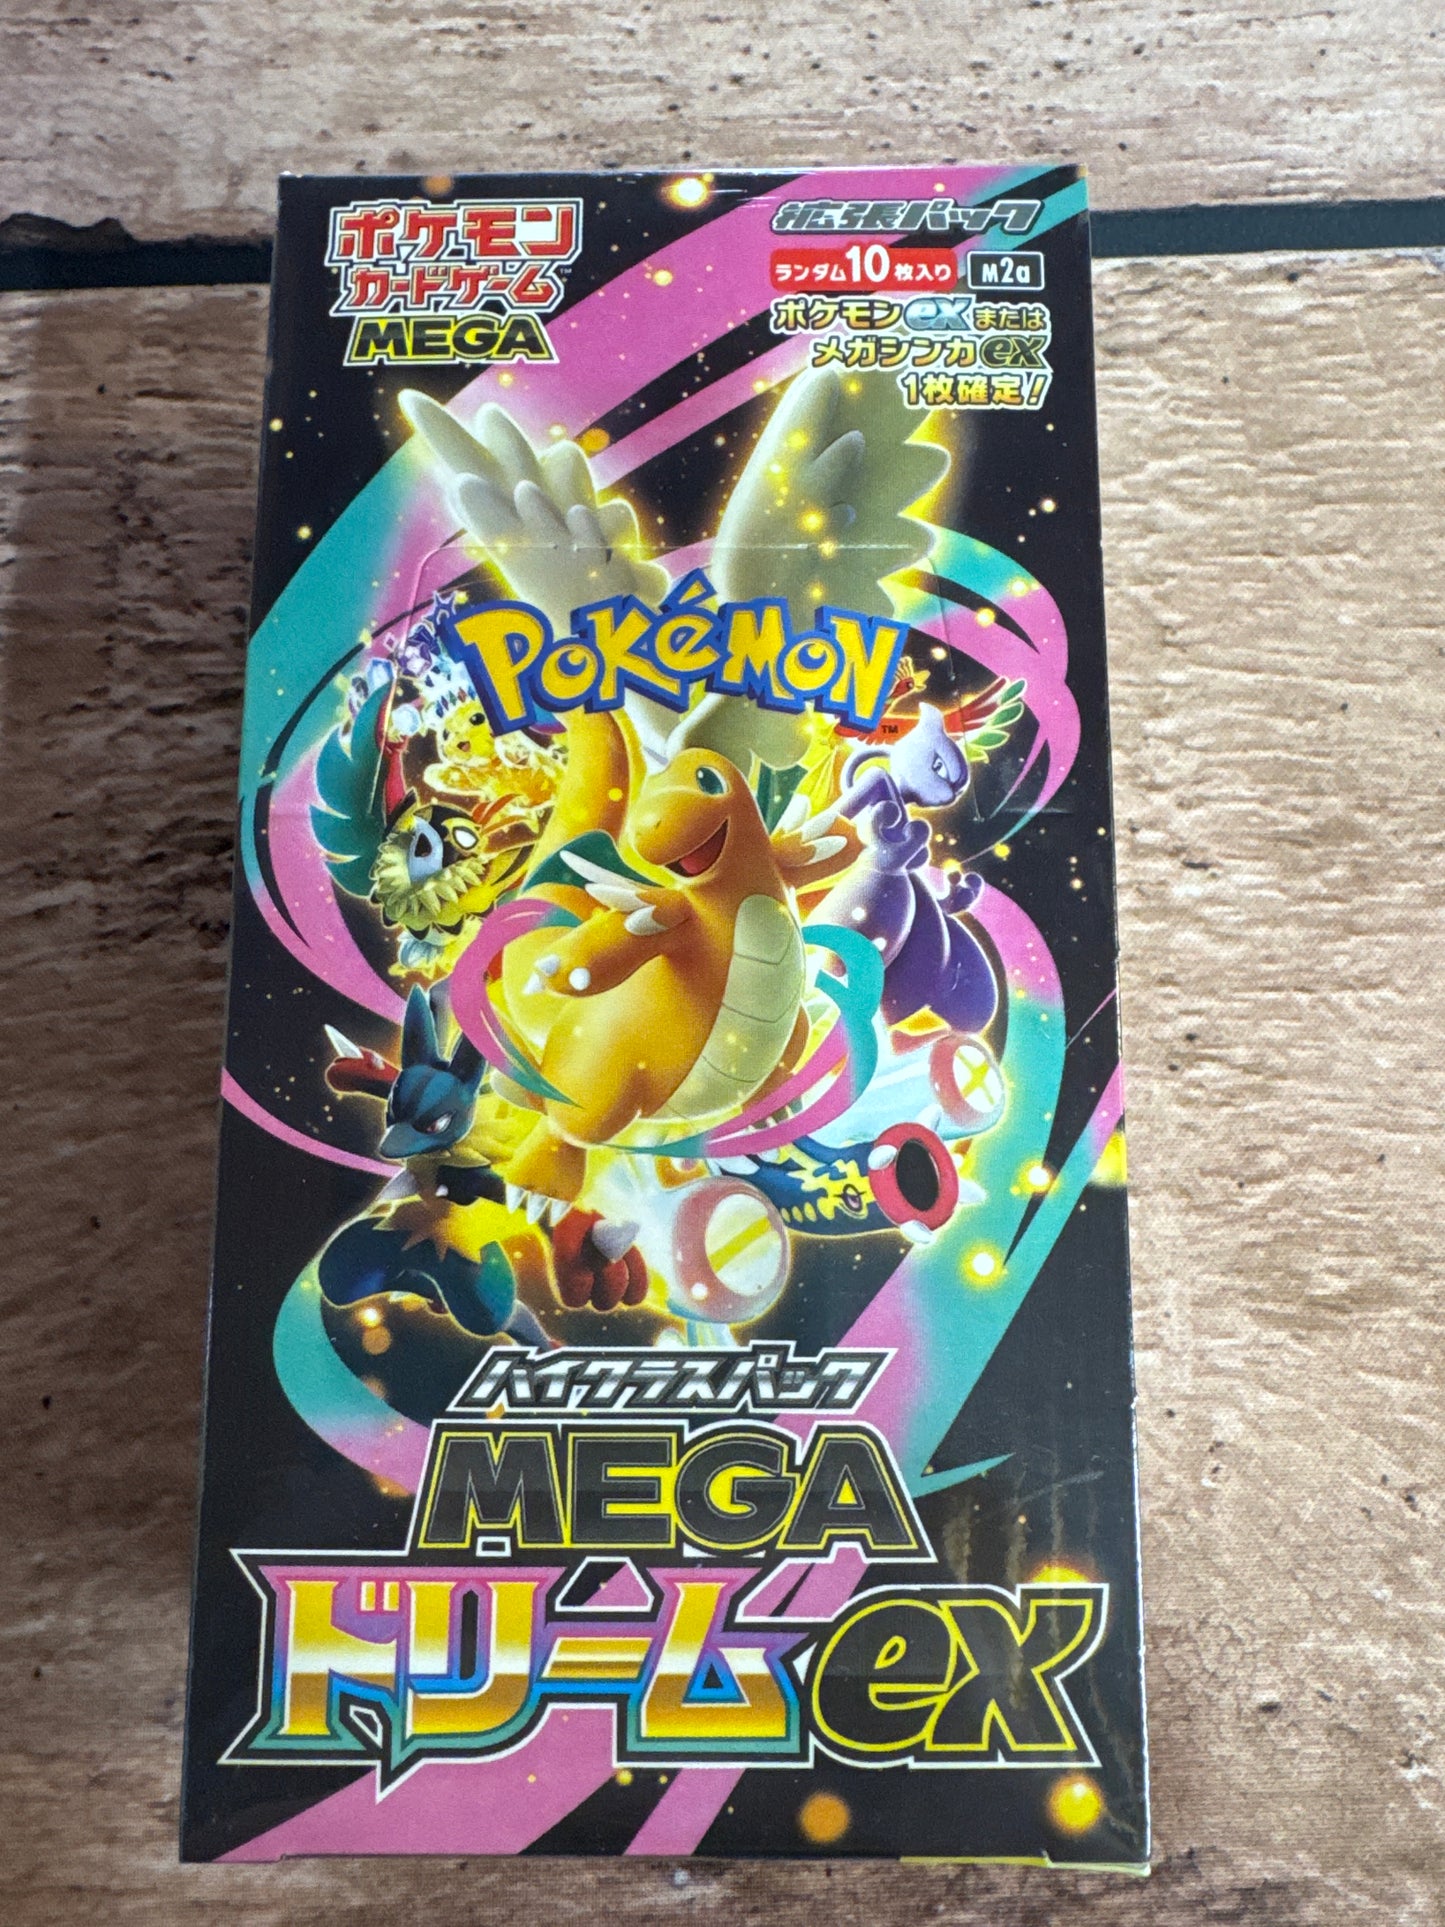 ポケモン
カードゲーム™
MEGA
拡張パック
ランダム10枚入り M2a
ポケモンexまたは
メガシンカex
1枚確定!
POKéMON
TM
ハイクラスパック
MEGA
ドリームex